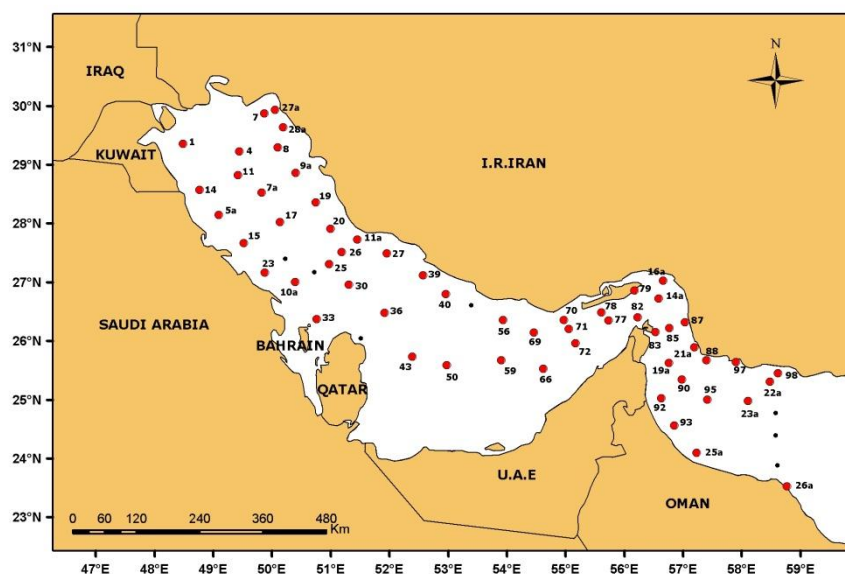 N
31°N
30°N
29°N
28°N
27°N
26°N
25°N
24°N
23°N
IRAQ
KUWAIT
I.R.IRAN
SAUDI ARABIA
BAHRAIN
QATAR
U.A.E
OMAN
27a
7
28a
1
4
8
9a
11
14
7a
19
5a
17
20
15
11a
26
27
23
25
39
10a
30
40
16a
79
14a
33
36
56
70
78
82
87
71
77
69
83
85
72
21a
88
43
50
59
66
19a
97
98
90
22a
92
95
23a
93
25a
26a
0 60 120 240 360 480
Km
47°E 48°E 49°E 50°E 51°E 52°E 53°E 54°E 55°E 56°E 57°E 58°E 59°E